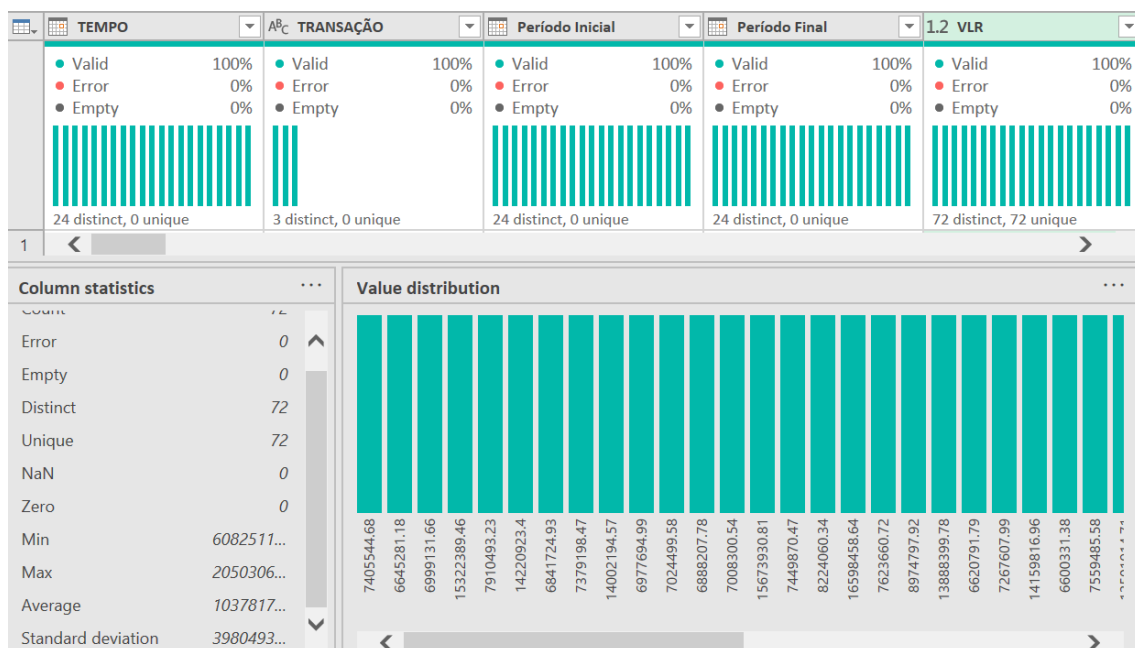 TEMPO ABC TRANSAÇÃO Período Inicial Período Final 1.2 VLR
Valid 100% Valid 100% Valid 100% Valid 100% Valid 100%
Error 0% Error 0% Error 0% Error 0% Error 0%
Empty 0% Empty 0% Empty 0% Empty 0% Empty 0%
24 distinct, 0 unique 3 distinct, 0 unique 24 distinct, 0 unique 24 distinct, 0 unique 72 distinct, 72 unique
1
Column statistics ...
Count 72
Error 0
Empty 0
Distinct 72
Unique 72
NaN 0
Zero 0
Min 6082511...
Max 2050306...
Average 1037817...
Standard deviation 3980493...
Value distribution ...
7405544.68
6645281.18
6999131.66
15322389.46
7910493.23
14220923.4
6841724.93
7379198.47
14002194.57
6977694.99
7024499.58
6888207.78
7008300.54
15673930.81
7449870.47
8224060.34
16598458.64
7623660.72
8974797.92
13888399.78
6620791.79
7267607.99
14159816.96
6600331.38
7559485.58